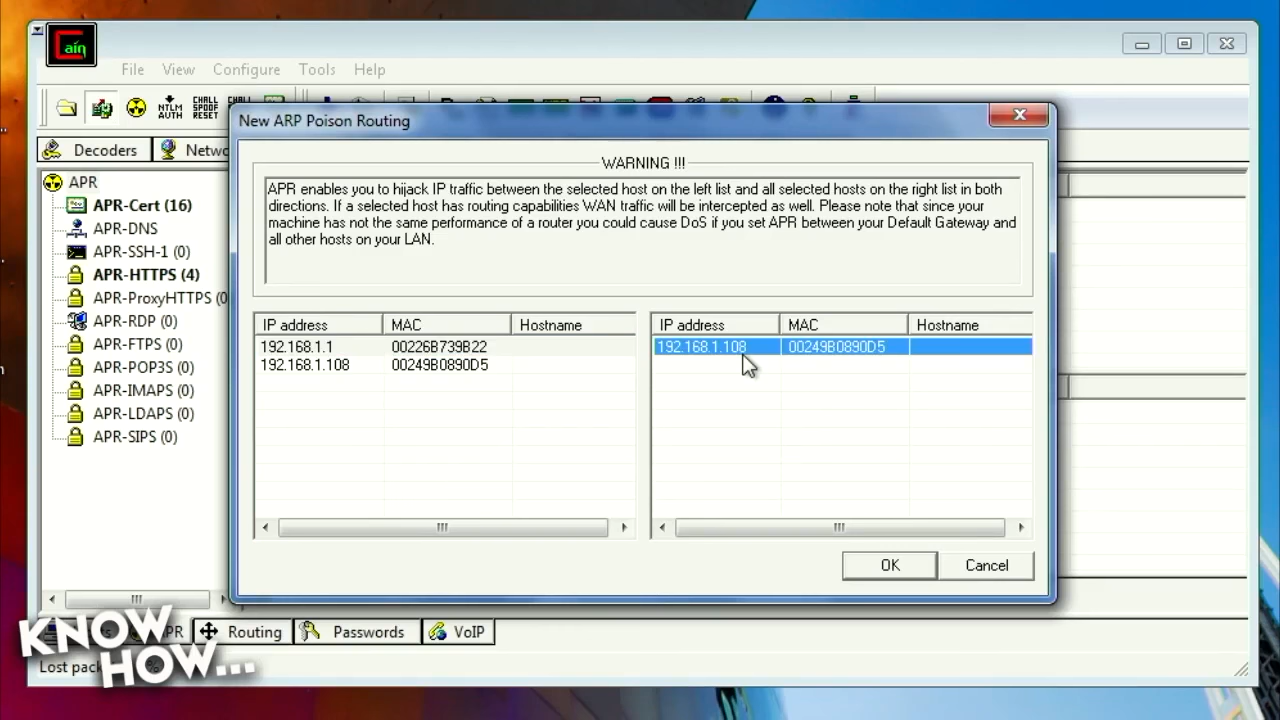 Cain
File View Configure Tools Help
NTLM AUTH
CHALL SPOOF RESET
CHALL
New ARP Poison Routing
Decoders
Netwo
WARNING !!!
APR enables you to hijack IP traffic between the selected host on the left list and all selected hosts on the right list in both
directions. If a selected host has routing capabilities WAN traffic will be intercepted as well. Please note that since your
machine has not the same performance of a router you could cause DoS if you set APR between your Default Gateway and
all other hosts on your LAN.
APR
APR-Cert (16)
APR-DNS
APR-SSH-1 (0)
APR-HTTPS (4)
APR-ProxyHTTPS (0
APR-RDP (0)
APR-FTPS (0)
APR-POP3S (0)
APR-IMAPS (0)
APR-LDAPS (0)
APR-SIPS (0)
IP address MAC Hostname
192.168.1.1 00226B739B22
192.168.1.108 00249B0890D5
IP address MAC Hostname
192.168.1.108 00249B0890D5
OK Cancel
PR Routing Passwords VoIP
Lost pack %
KNOW
HOW...